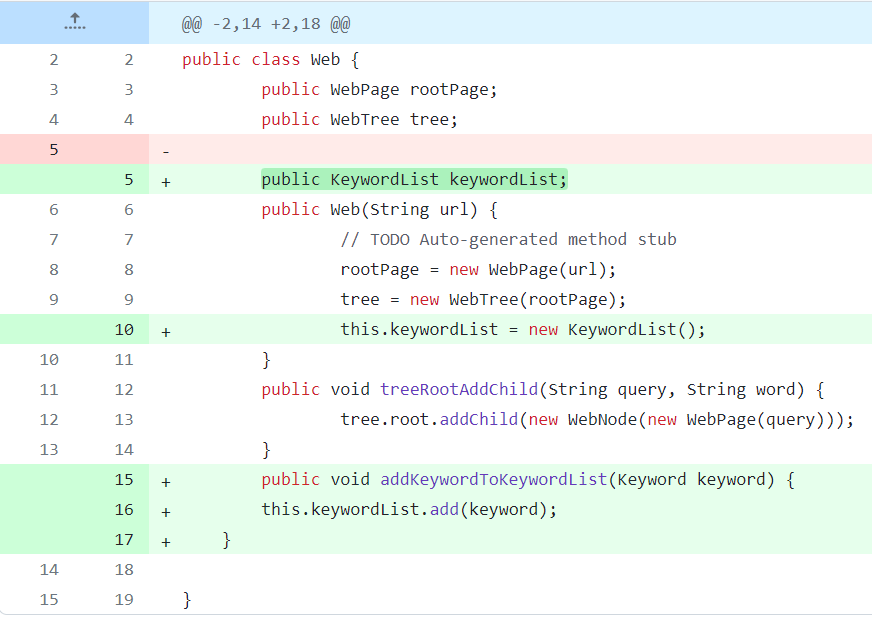 @@ -2,14 +2,18 @@
2 2 public class Web {
3 3 public WebPage rootPage;
4 4 public WebTree tree;
5 -
5 + public KeywordList keywordList;
6 6 public Web(String url) {
7 7 // TODO Auto-generated method stub
8 8 rootPage = new WebPage(url);
9 9 tree = new WebTree(rootPage);
10 + this.keywordList = new KeywordList();
10 11 }
11 12 public void treeRootAddChild(String query, String word) {
12 13 tree.root.addChild(new WebNode(new WebPage(query)));
13 14 }
15 + public void addKeywordToKeywordList(Keyword keyword) {
16 + this.keywordList.add(keyword);
17 + }
14 18
15 19 }